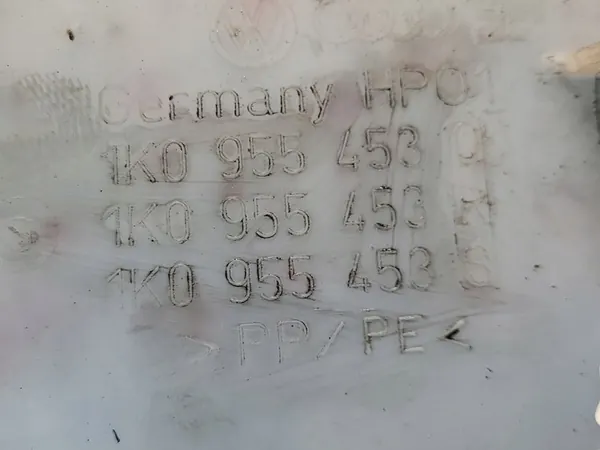 Germany HP01
1K0 955 453 Q
1K0 955 453 R
1K0 955 453 S
>PP/PE<